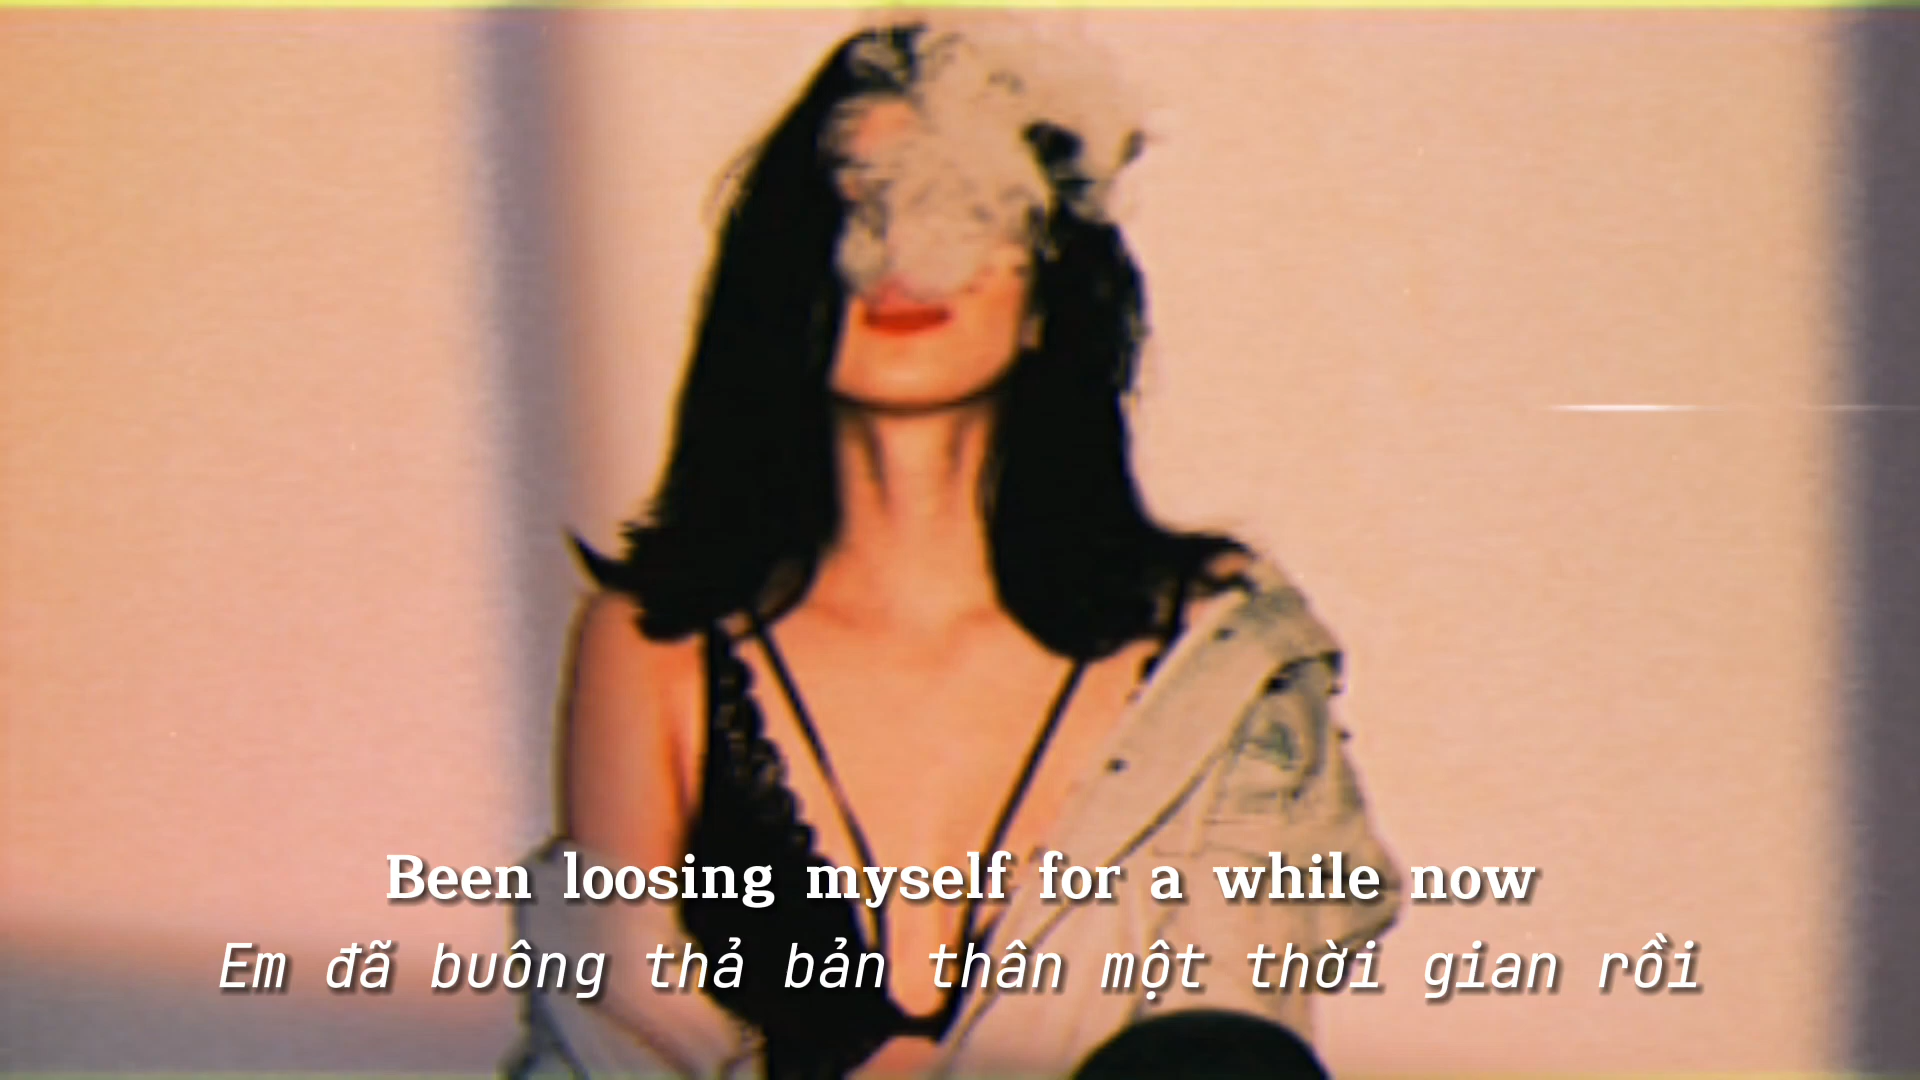 Been loosing myself for a while now
Em đã buông thả bản thân một thời gian rồi